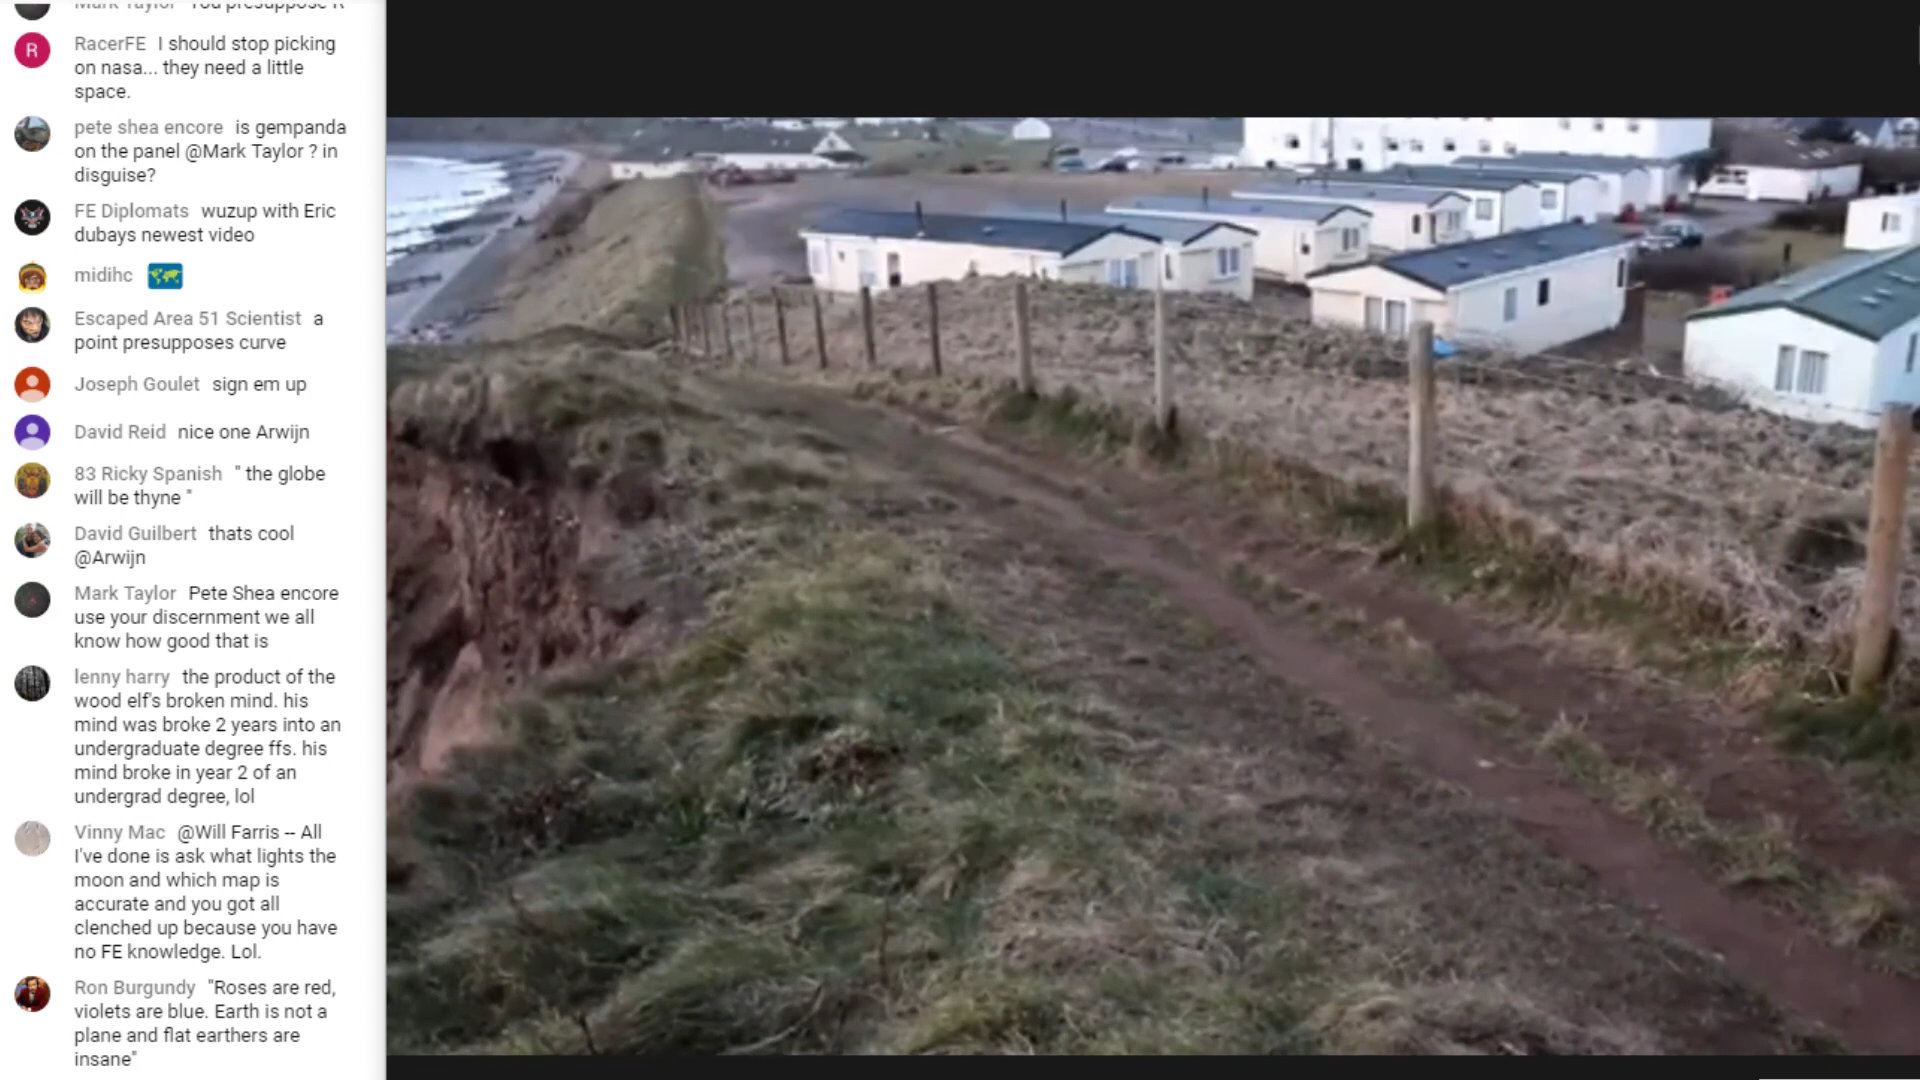 Mark Taylor You presuppose R
RacerFE I should stop picking
on nasa... they need a little
space.
pete shea encore is gempanda
on the panel @Mark Taylor ? in
disguise?
FE Diplomats wuzup with Eric
dubays newest video
midihc
Escaped Area 51 Scientist a
point presupposes curve
Joseph Goulet sign em up
David Reid nice one Arwijn
83 Ricky Spanish " the globe
will be thyne "
David Guilbert thats cool
@Arwijn
Mark Taylor Pete Shea encore
use your discernment we all
know how good that is
lenny harry the product of the
wood elf's broken mind. his
mind was broke 2 years into an
undergraduate degree ffs. his
mind broke in year 2 of an
undergrad degree, lol
Vinny Mac @Will Farris -- All
I've done is ask what lights the
moon and which map is
accurate and you got all
clenched up because you have
no FE knowledge. Lol.
Ron Burgundy "Roses are red,
violets are blue. Earth is not a
plane and flat earthers are
insane"
R